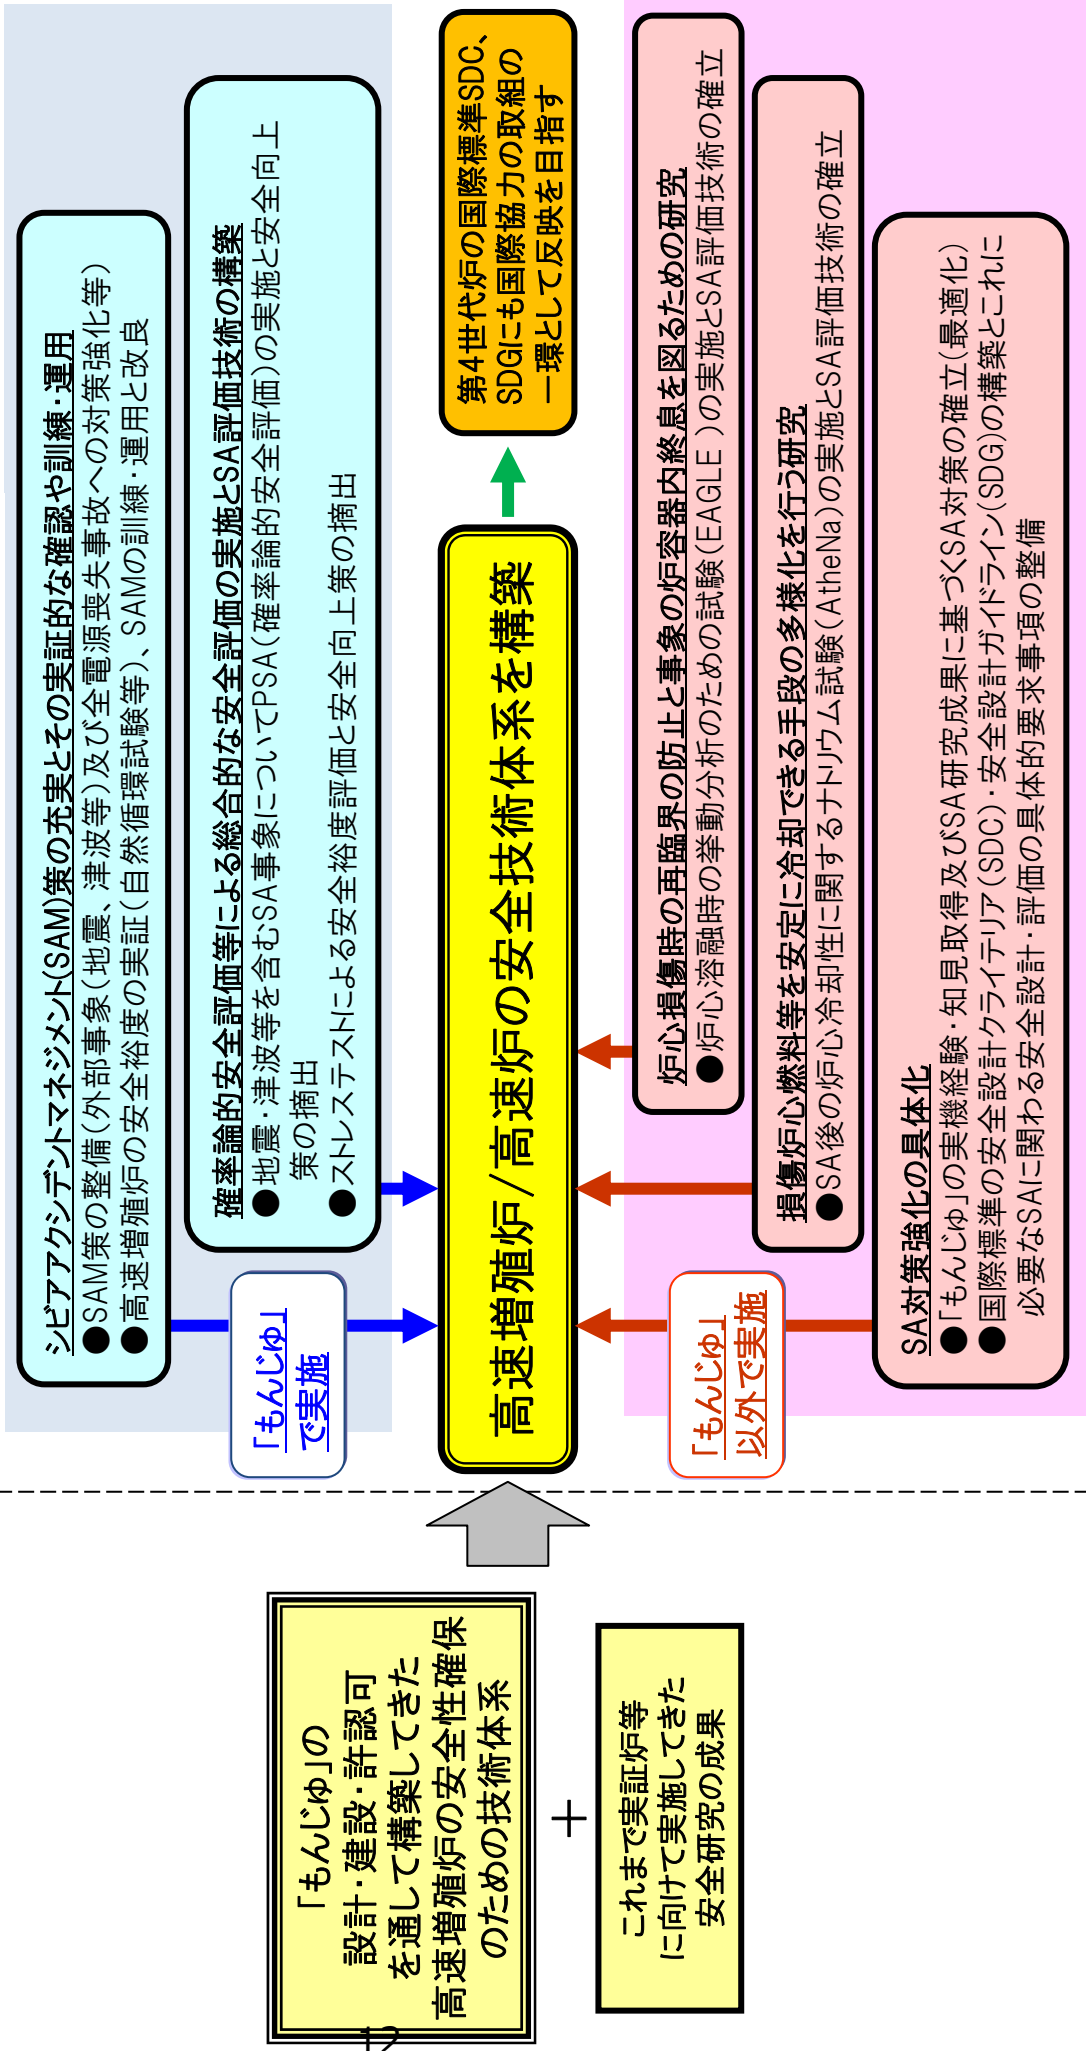 「もんじゅ」の
設計・建設・許認可
を通して構築してきた
高速増殖炉の安全性確保
のための技術体系
＋
これまで実証炉等
に向けて実施してきた
安全研究の成果
シビアアクシデントマネジメント(SAM)策の充実とその実証的な確認や訓練・運用
●SAM策の整備(外部事象(地震、津波等)及び全電源喪失事故への対策強化等)
●高速増殖炉の安全裕度の実証(自然循環試験等)、SAMの訓練・運用と改良
確率論的安全評価等による総合的な安全評価の実施とSA評価技術の構築
●地震・津波等を含むSA事象についてPSA(確率論的安全評価)の実施と安全向上
策の摘出
●ストレステストによる安全裕度評価と安全向上策の摘出
「もんじゅ」
で実施
高速増殖炉/高速炉の安全技術体系を構築
第4世代炉の国際標準SDC、
SDGにも国際協力の取組の
一環として反映を目指す
「もんじゅ」
以外で実施
炉心損傷時の再臨界の防止と事象の炉容器内終息を図るための研究
●炉心溶融時の挙動分析のための試験(EAGLE )の実施とSA評価技術の確立
損傷炉心燃料等を安定に冷却できる手段の多様化を行う研究
●SA後の炉心冷却性に関するナトリウム試験(AtheNa)の実施とSA評価技術の確立
SA対策強化の具体化
●「もんじゅ」の実機経験・知見取得及びSA研究成果に基づくSA対策の確立(最適化)
●国際標準の安全設計クライテリア(SDC)・安全設計ガイドライン(SDG)の構築とこれに
必要なSAに関わる安全設計・評価の具体的要求事項の整備